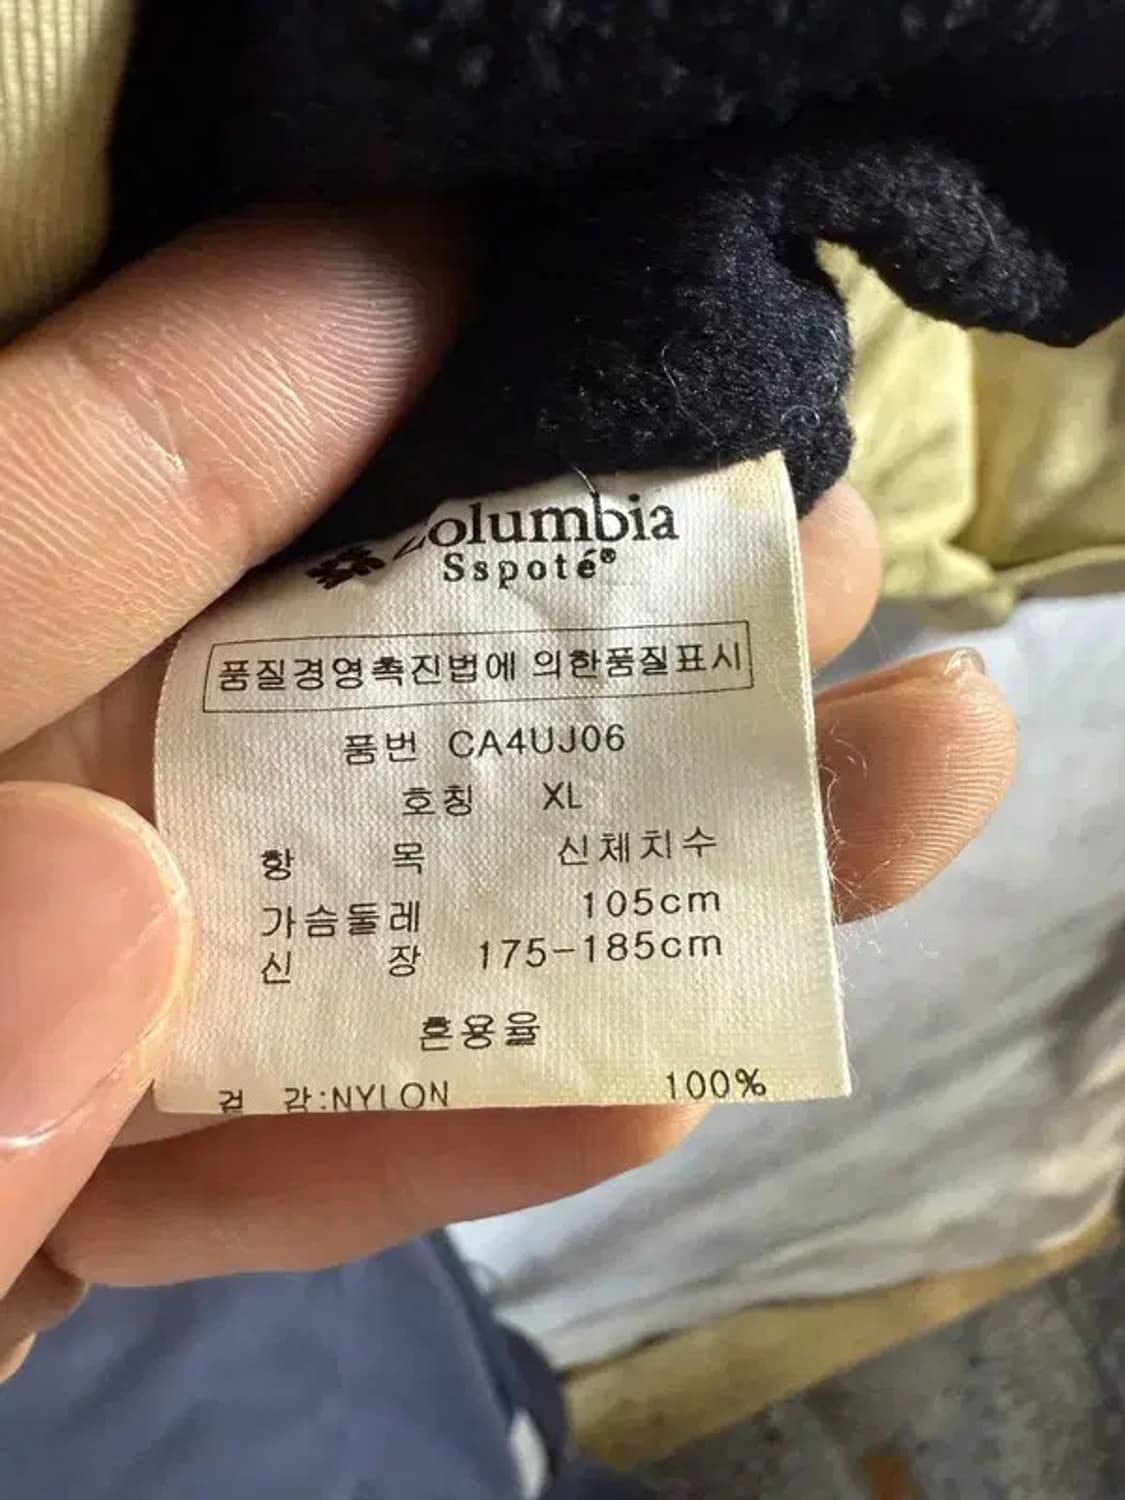 Columbia
Sspoté®
품질경영촉진법에 의한품질표시
품번 CA4UJ06
호칭 XL
항 목 신체치수
가슴둘레 105cm
신 장 175-185cm
혼용율
겉 감:NYLON 100%